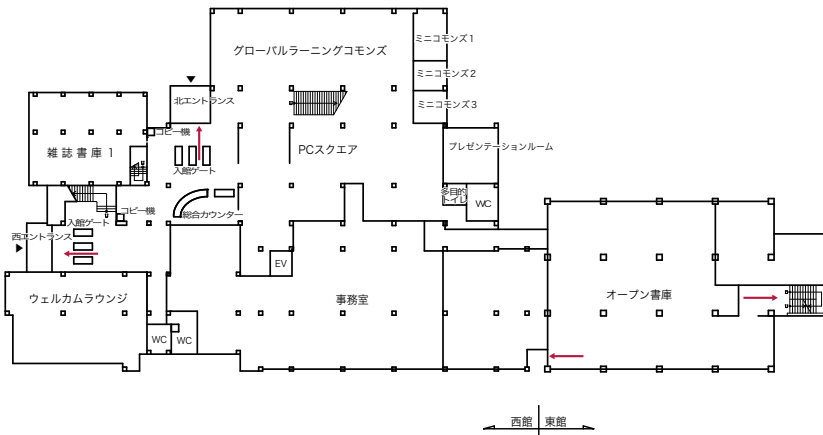 ミニコモンズ1
グローバルラーニングコモンズ
ミニコモンズ2
北エントランス
ミニコモンズ3
コピー機
雑誌書庫1
PCスクエア
プレゼンテーションルーム
入館ゲート
多目的
トイレ
WC
コピー機
総合カウンター
入館ゲート
西エントランス
EV
ウェルカムラウンジ
事務室
オープン書庫
WC
WC
西館
東館